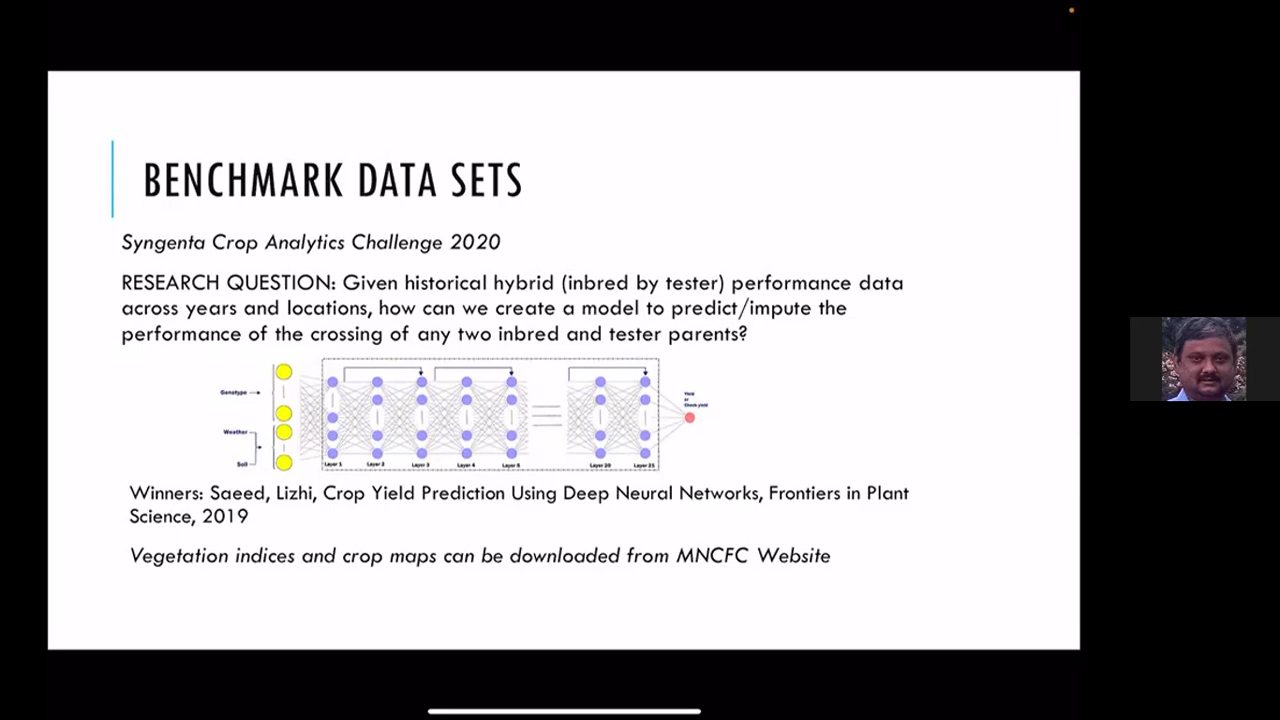 BENCHMARK DATA SETS
Syngenta Crop Analytics Challenge 2020
RESEARCH QUESTION: Given historical hybrid (inbred by tester) performance data
across years and locations, how can we create a model to predict/impute the
performance of the crossing of any two inbred and tester parents?
Genotype
Weather
Soil
Layer 1 Layer 2 Layer 3 Layer 4 Layer 5 Layer 20 Layer 21
Yield
or
Check yield
Winners: Saeed, Lizhi, Crop Yield Prediction Using Deep Neural Networks, Frontiers in Plant
Science, 2019
Vegetation indices and crop maps can be downloaded from MNCFC Website